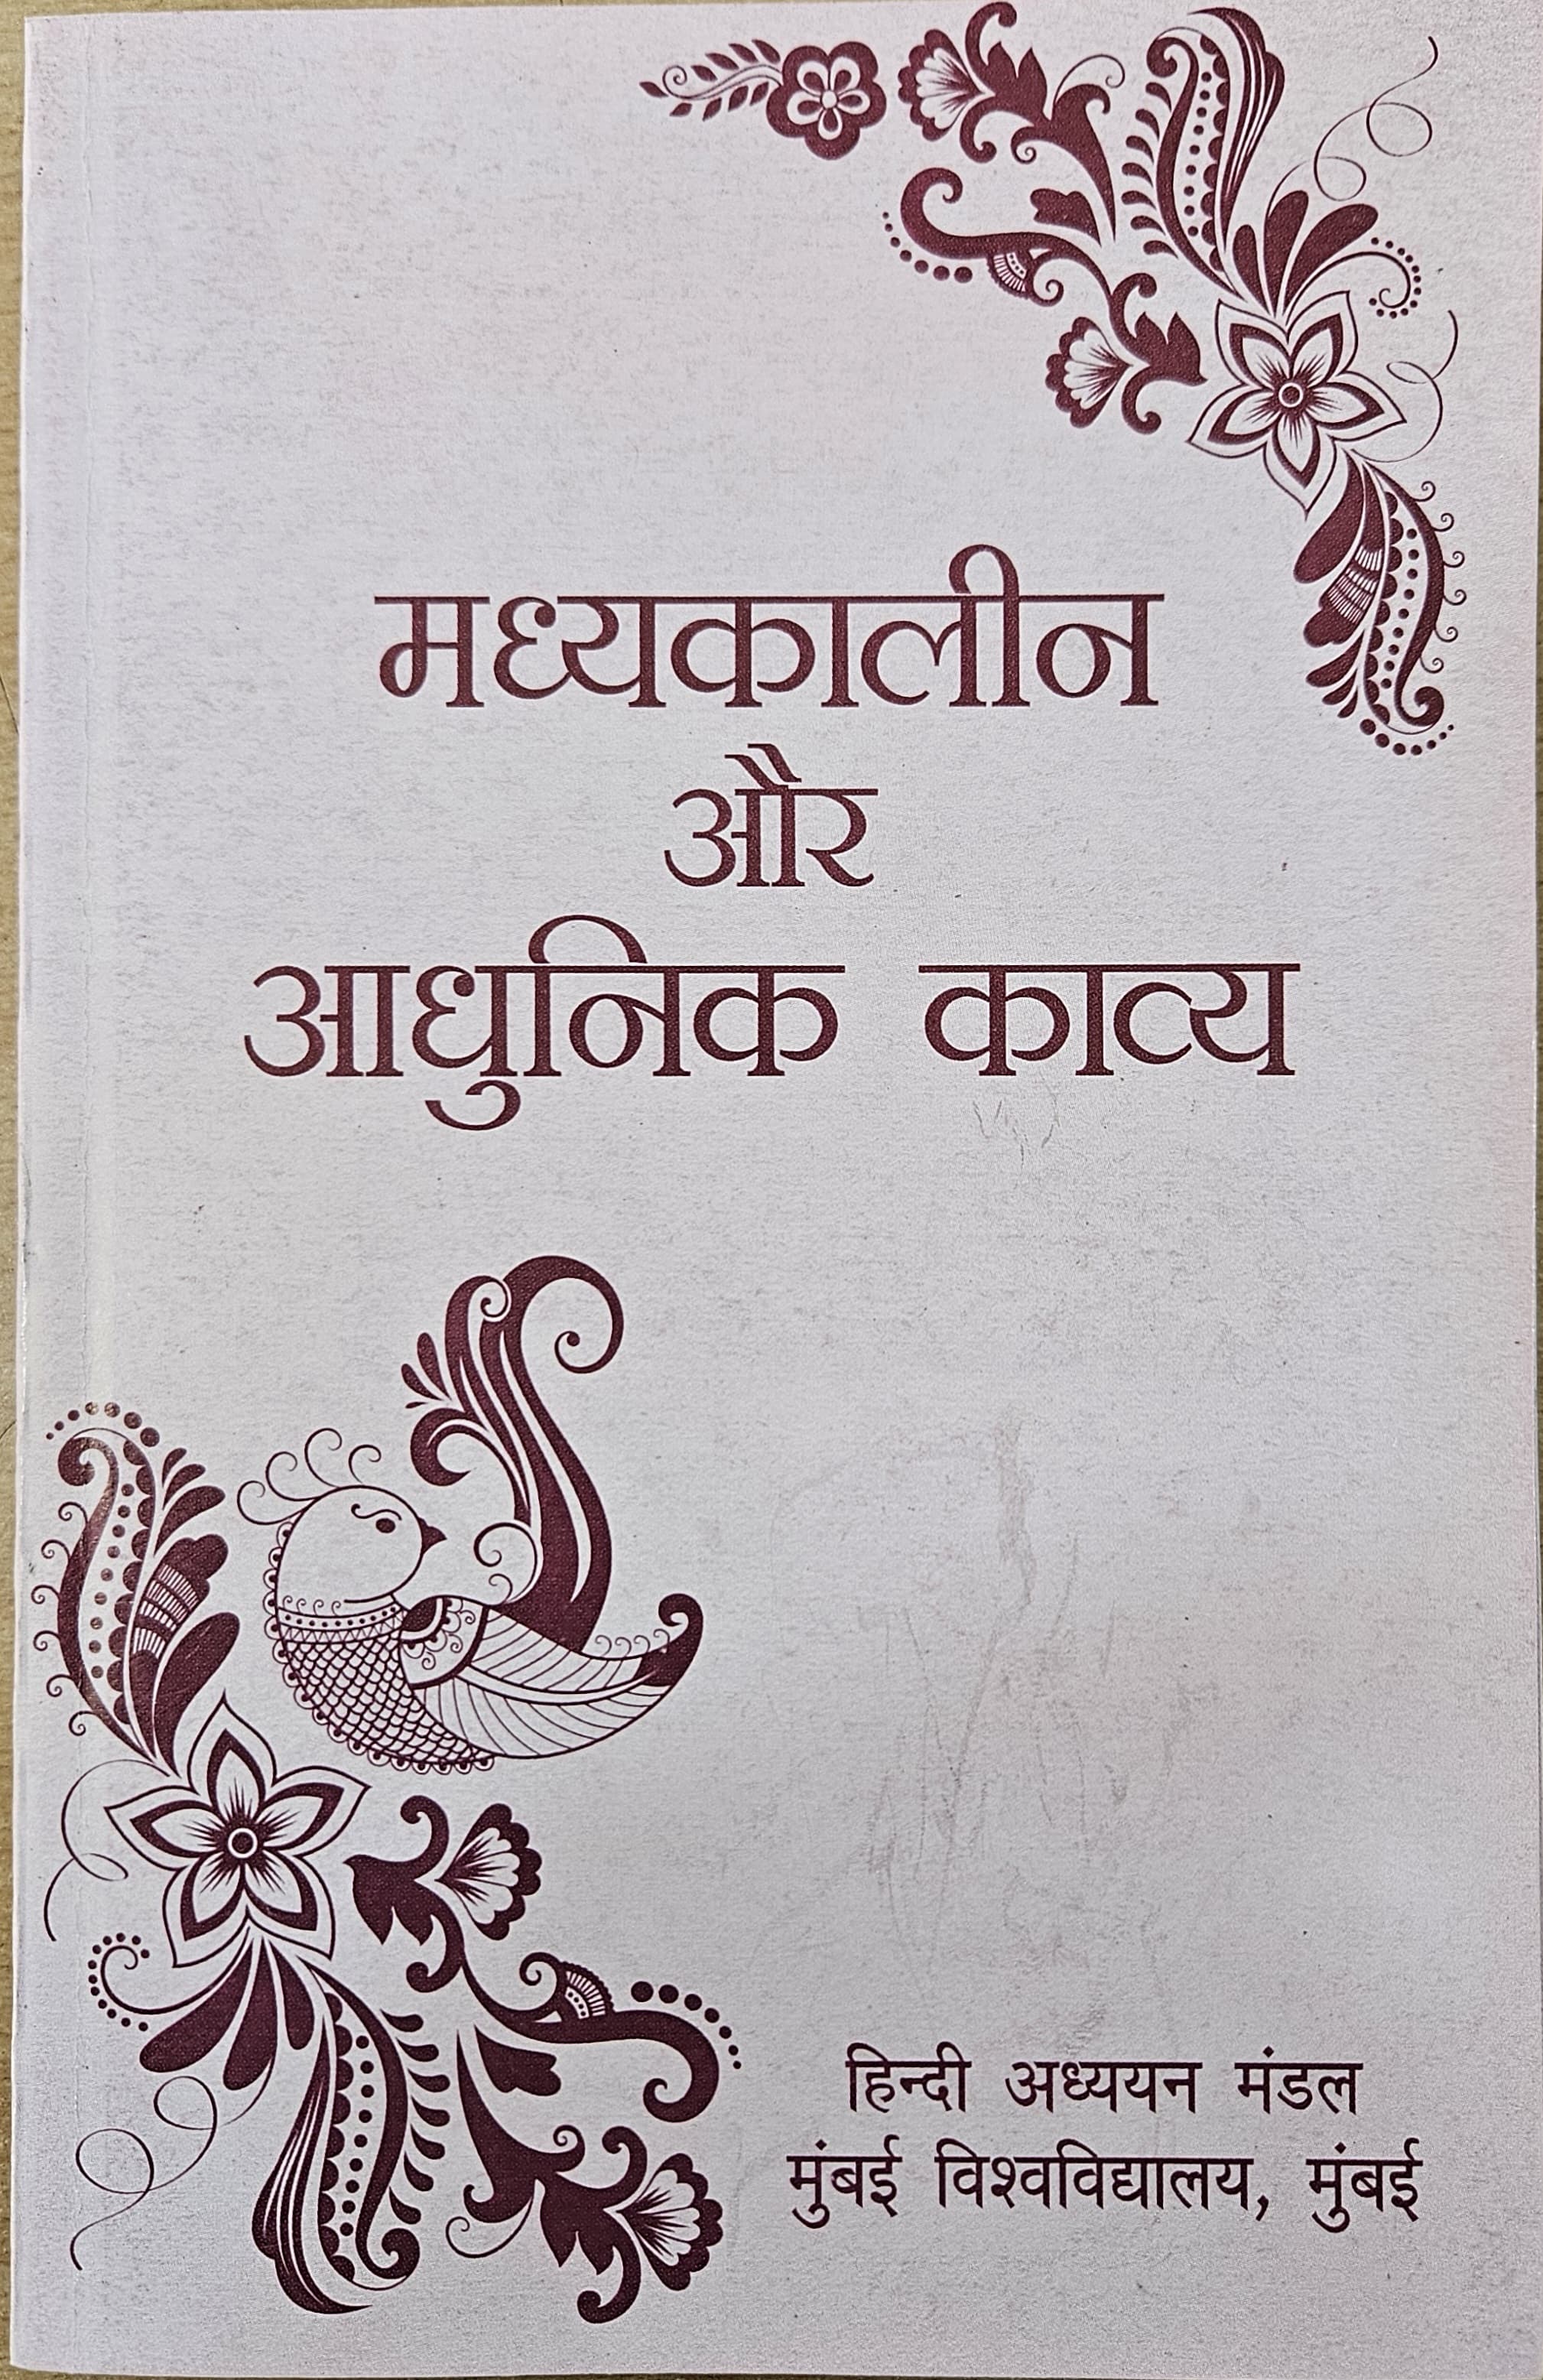 मध्यकालीन
और
आधुनिक काव्य
हिन्दी अध्ययन मंडल
मुंबई विश्वविद्यालय, मुंबई